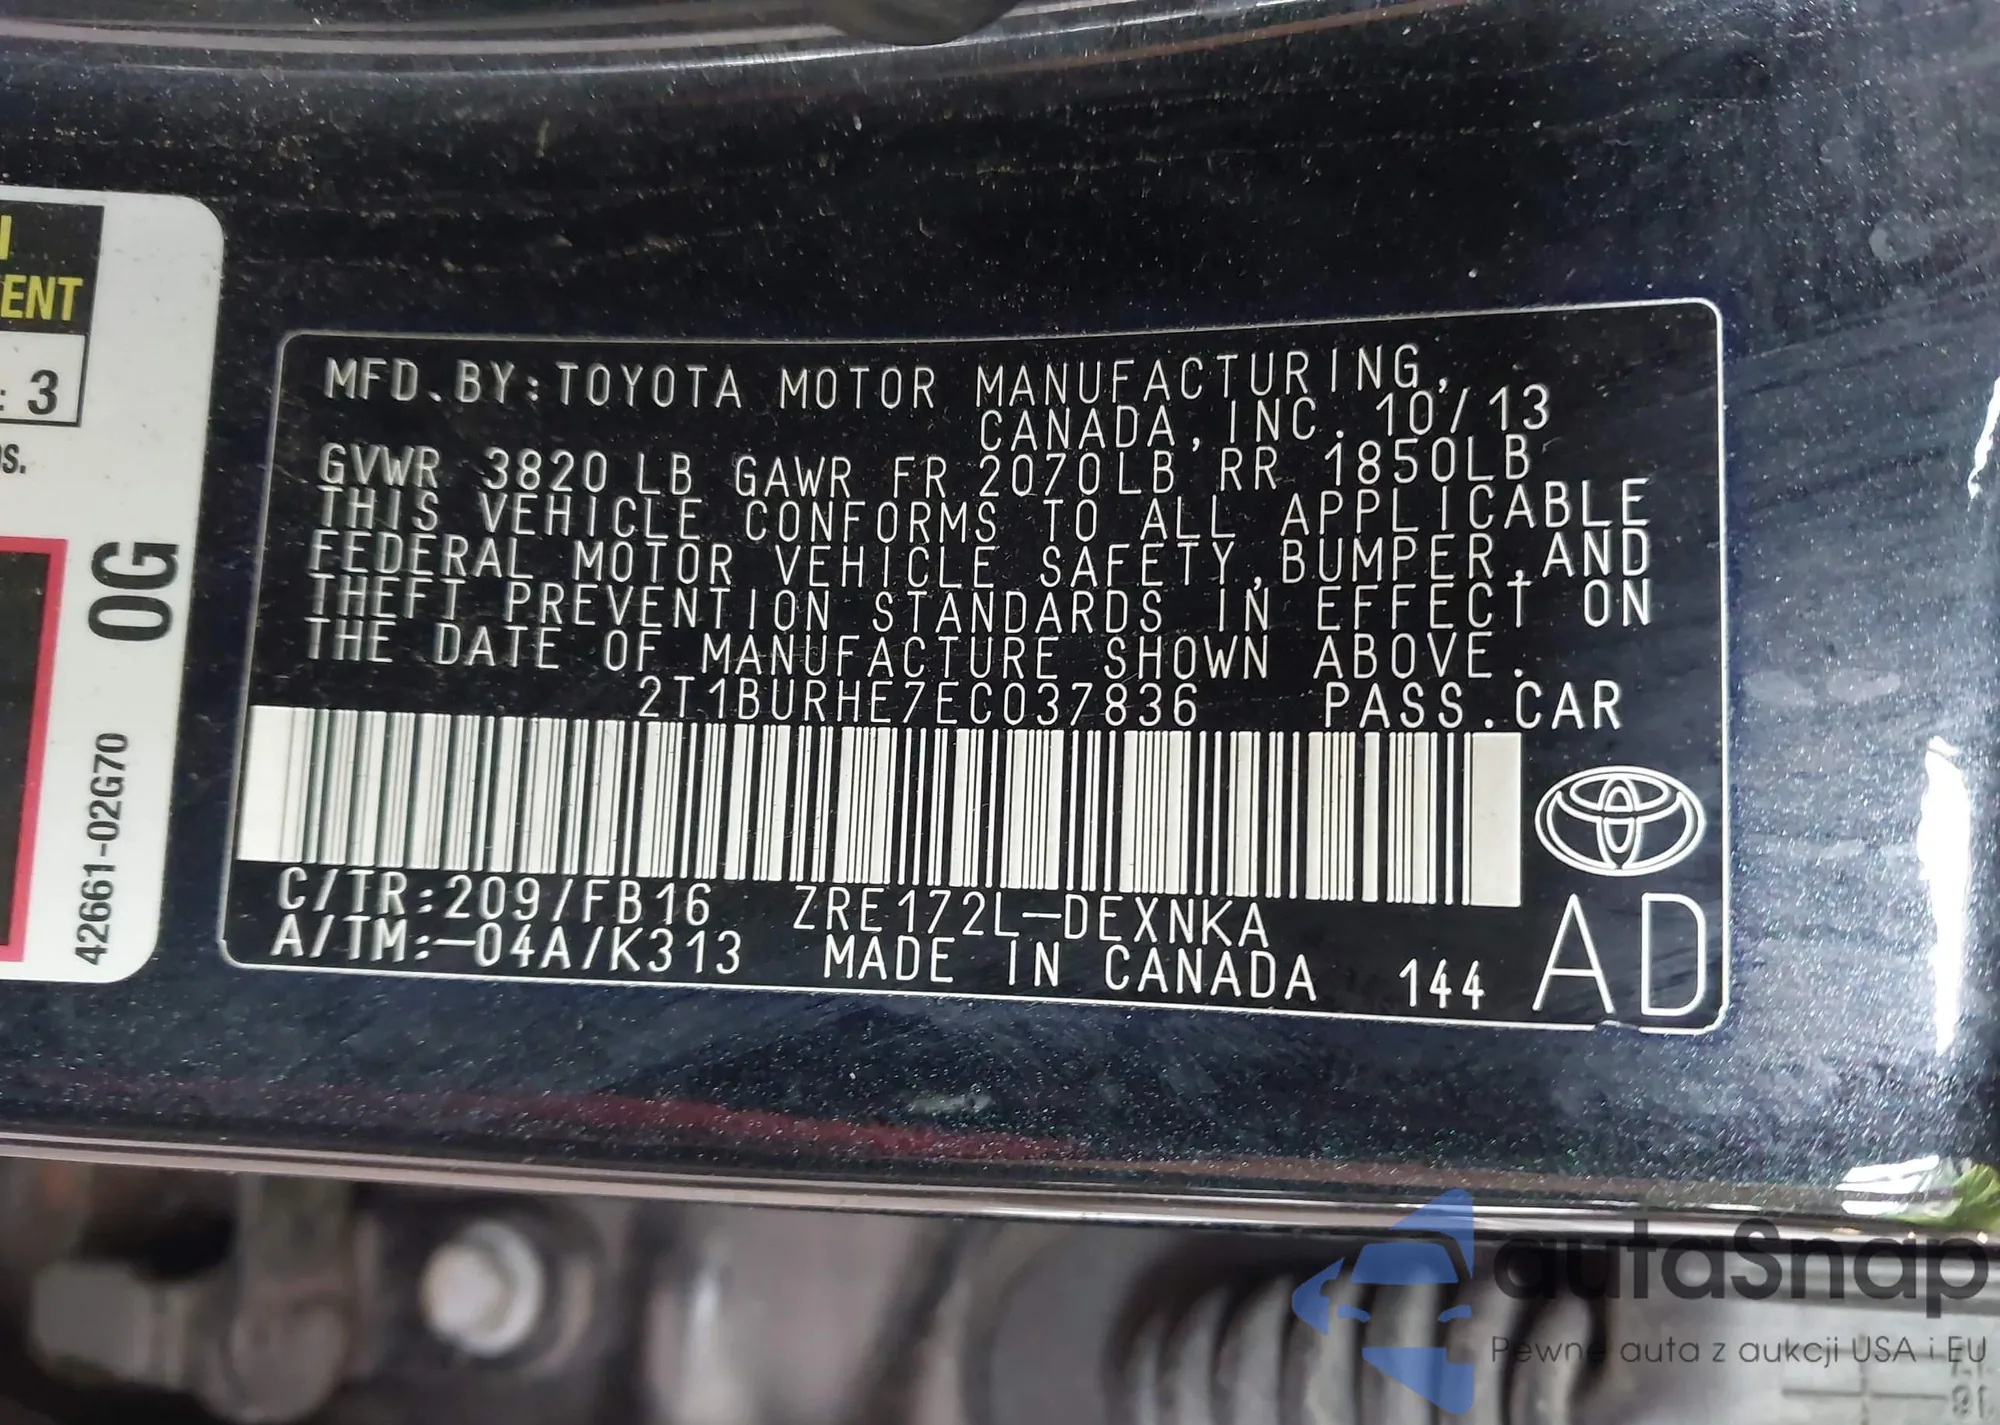 ENT
: 3
OS.
0G
42661-02G70
MFD.BY:TOYOTA MOTOR MANUFACTURING,
CANADA,INC. 10/13
GVWR 3820 LB GAWR FR 2070LB RR 1850LB
THIS VEHICLE CONFORMS TO ALL APPLICABLE
FEDERAL MOTOR VEHICLE SAFETY,BUMPER,AND
THEFT PREVENTION STANDARDS IN EFFECT ON
THE DATE OF MANUFACTURE SHOWN ABOVE.
2T1BURHE7EC037836 PASS.CAR
C/TR:209/FB16 ZRE172L-DEXNKA
A/TM:-04A/K313 MADE IN CANADA 144
AD
autaSnap
Pewne auta z aukcji USA i EU